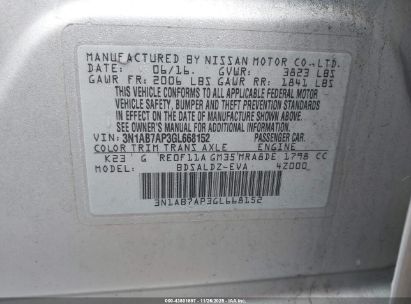 MANUFACTURED BY NISSAN MOTOR CO.,LTD.
DATE: 06/16. GVWR: 3823 LBS
GAWR FR: 2006 LBS GAWR RR: 1841 LBS
THIS VEHICLE CONFORMS TO ALL APPLICABLE FEDERAL MOTOR
VEHICLE SAFETY, BUMPER AND THEFT PREVENTION STANDARDS
IN EFFECT ON THE DATE OF MANUFACTURE SHOWN ABOVE.
SEE OWNER'S MANUAL FOR ADDITIONAL INFORMATION.
VIN: 3N1AB7AP3GL668152 PASSENGER CAR.
COLOR TRIM TRANS AXLE ENGINE
K23 G RE0F11A GM35 MRA8DE 1798 CC
MODEL: BDSALDZ-EVA 4Z000
3N1AB7AP3GL668152